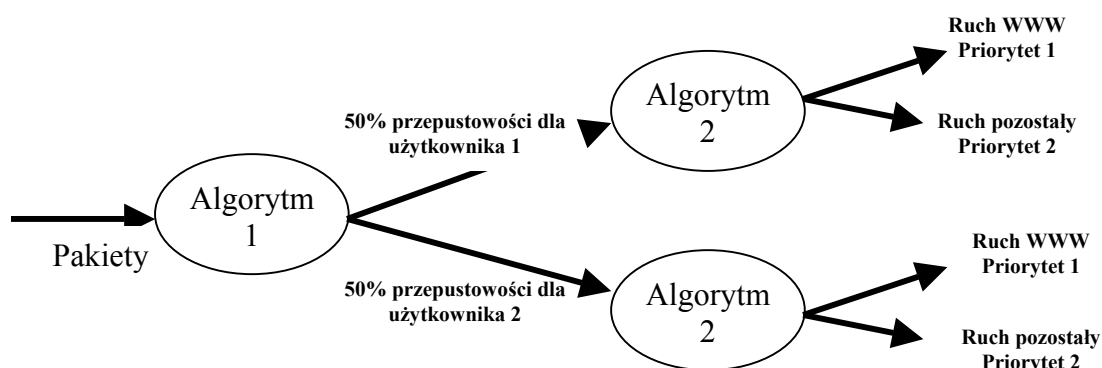 Ruch WWW
Priorytet 1
Algorytm
2
50% przepustowości dla
użytkownika 1
Ruch pozostały
Priorytet 2
Algorytm
1
Pakiety
Ruch WWW
Priorytet 1
50% przepustowości dla
użytkownika 2
Algorytm
2
Ruch pozostały
Priorytet 2